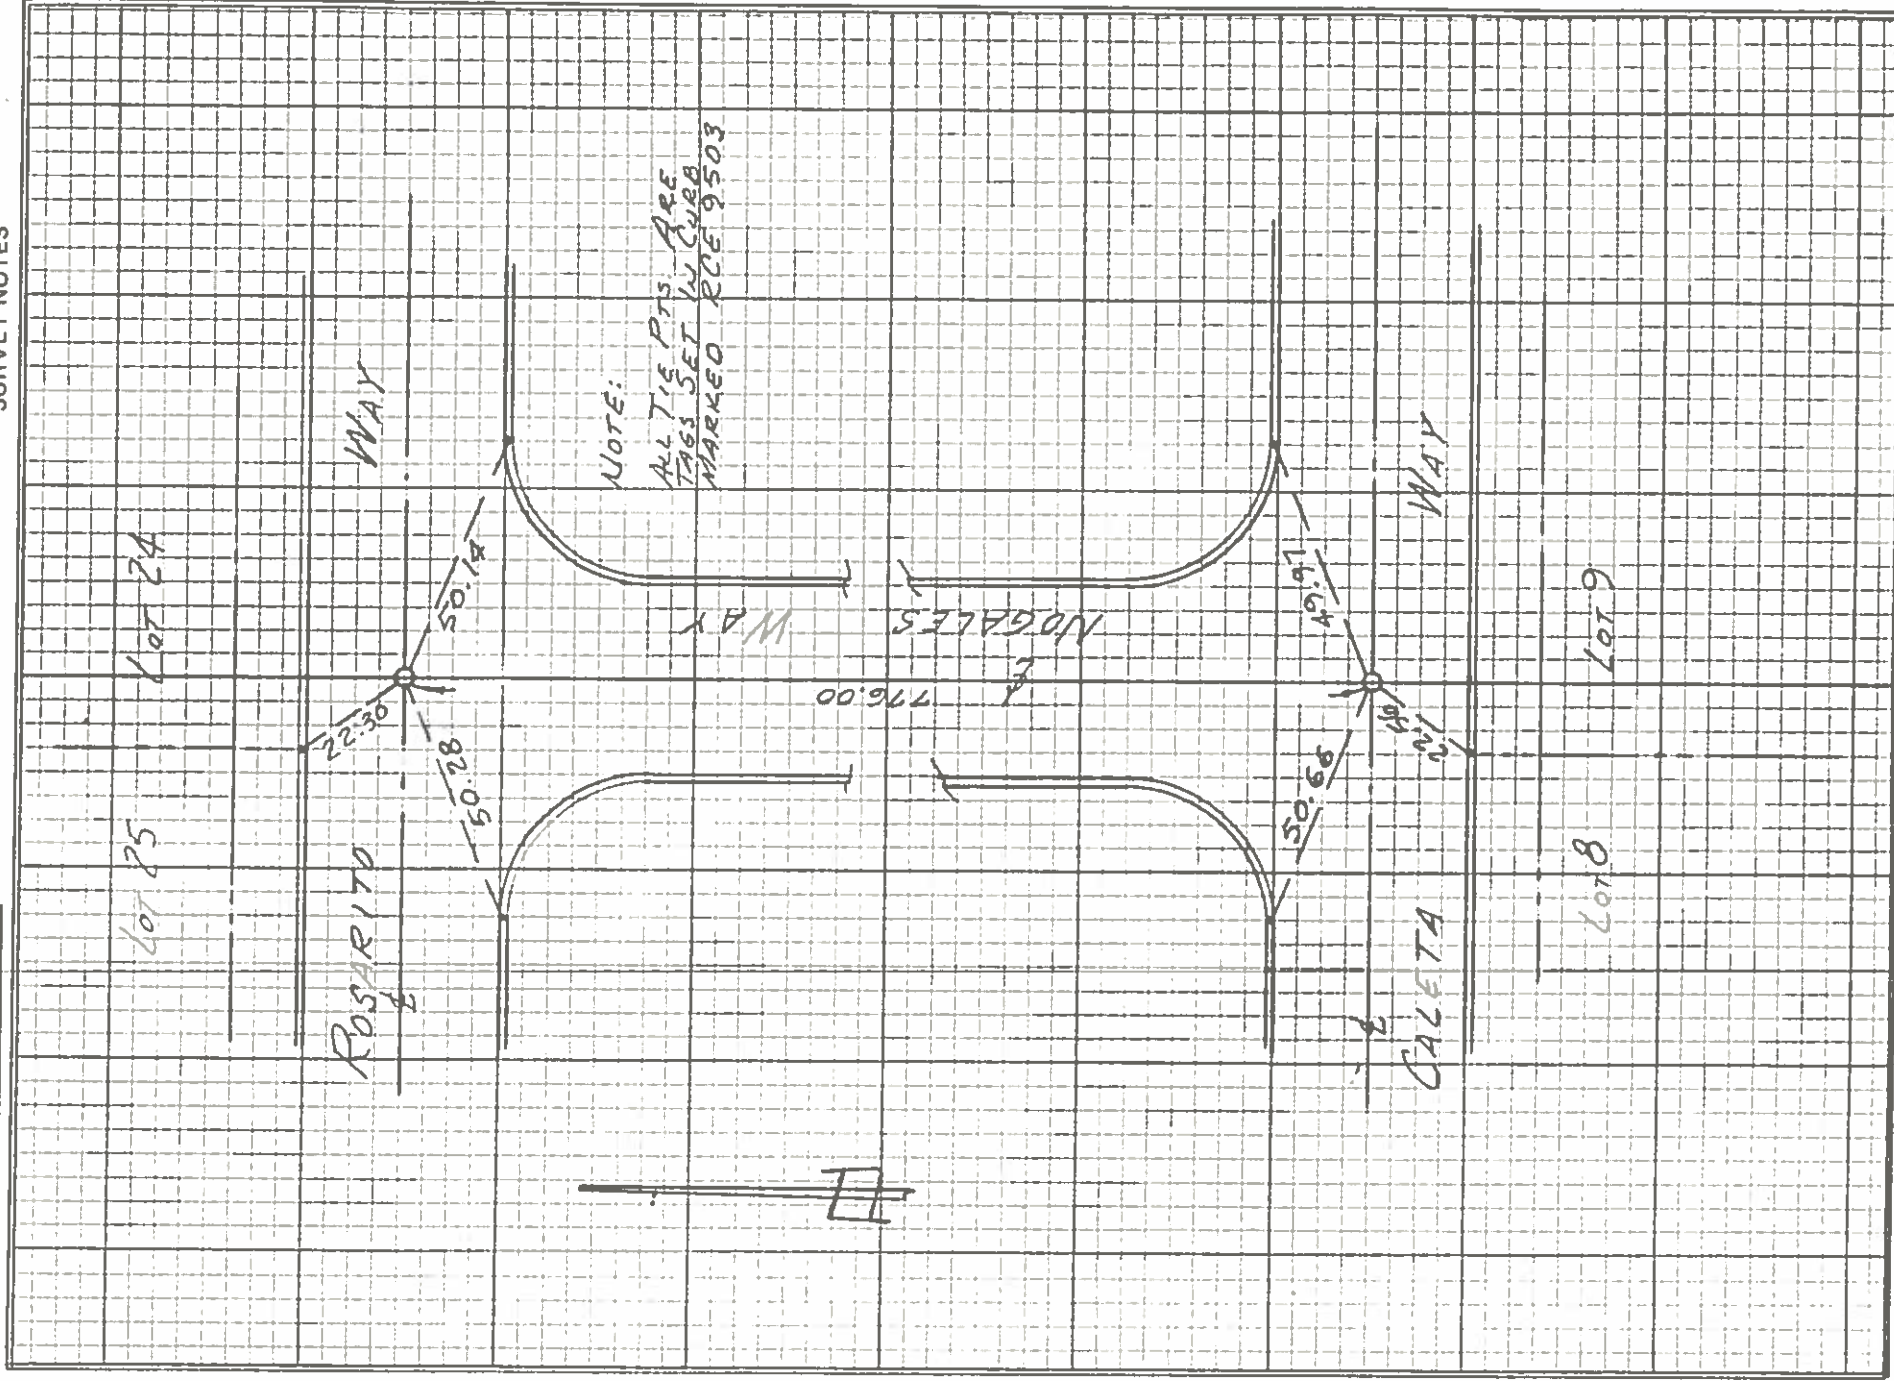 SURVEY NOTES
LOT 25
LOT 24
ROSARITO WAY
℄
22.30
50.28
50.14
NOTE:
ALL TIE PTS. ARE
TAGS SET IN CURB
MARKED RCE 9503
NOGALES WAY
℄
776.00
50.66
49.97
℄
CALETA WAY
LOT 8
LOT 9